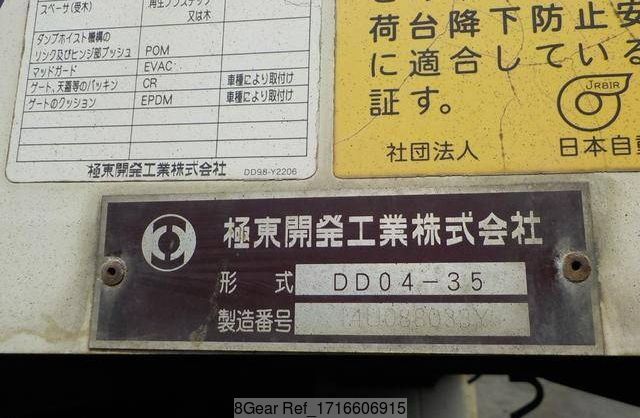 スペーサ(受木)
再生プラスチック
又は木
ダンプホイスト機構の
リンク及びヒンジ部ブッシュ POM
マッドガード EVAC
ゲート、天蓋等のパッキン CR 車種により取付け
ゲートのクッション EPDM 車種により取付け
極東開発工業株式会社 DD98-Y2206
荷台降下防止安
に適合している
証す。
JRBIR
社団法人 日本自動
極東開発工業株式会社
形式 DD04-35
製造番号
8Gear Ref_1716606915